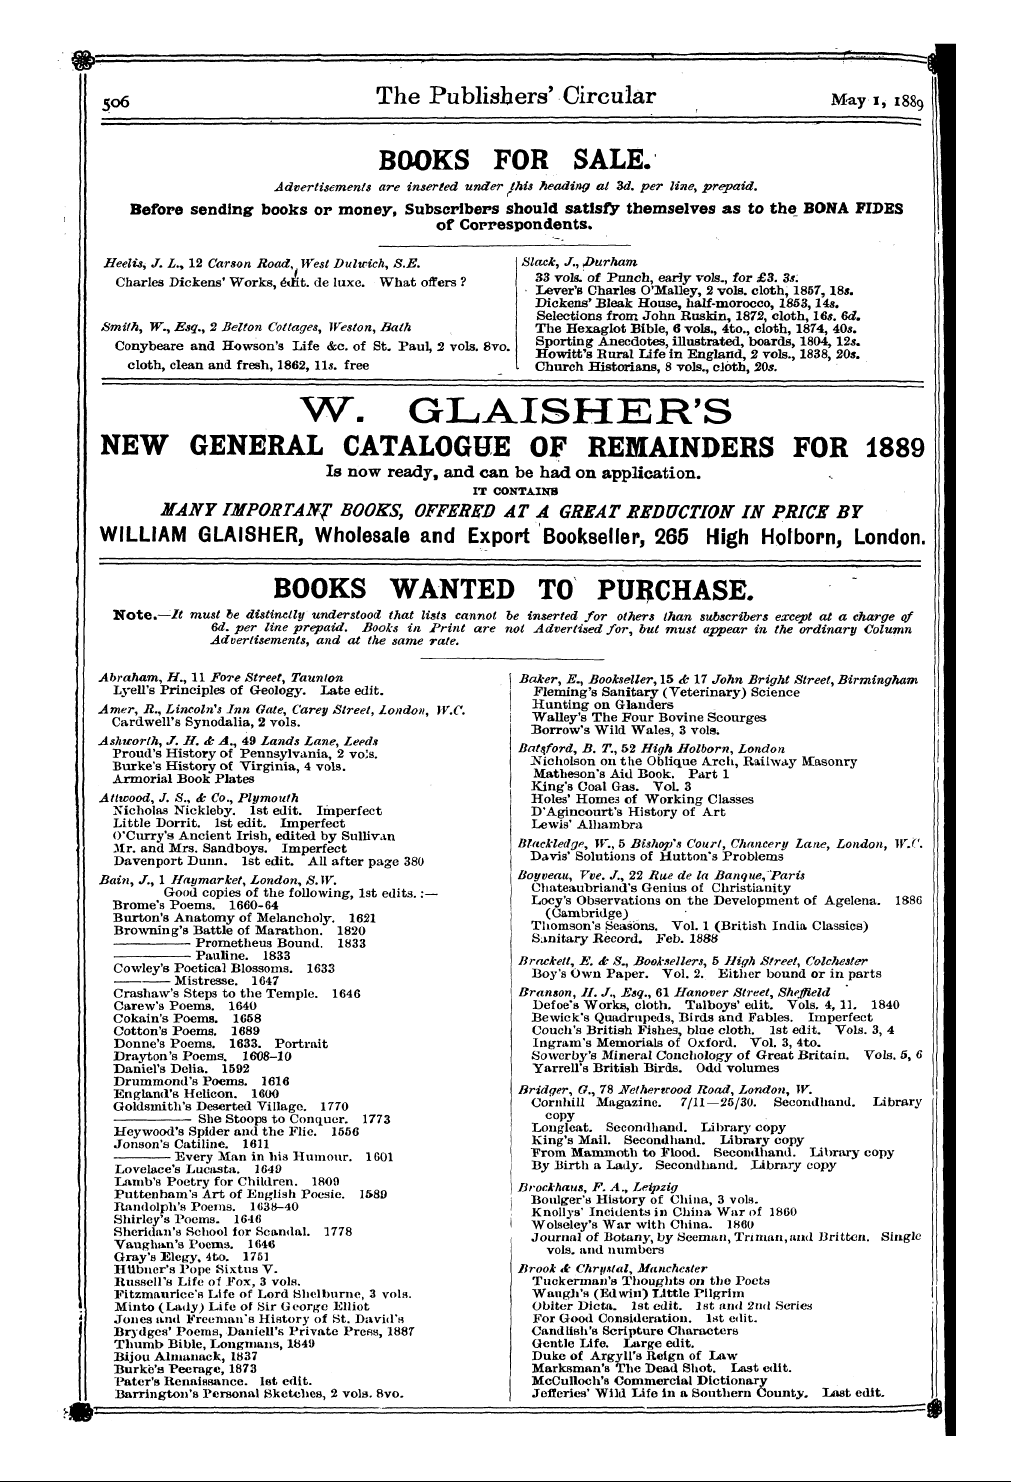 506
The Publishers' Circular
May 1, 1889
BOOKS FOR SALE.
Advertisements are inserted under this heading at 3d. per line, prepaid.
Before sending books or money, Subscribers should satisfy themselves as to the BONA FIDES
of Correspondents.
Heelis, J. L., 12 Carson Road, West Dulwich, S.E.
Charles Dickens' Works, édit. de luxe. What offers?
Smith, W., Esq., 2 Belton Cottages, Weston, Bath
Conybeare and Howson's Life &c. of St. Paul, 2 vols. 8vo.
cloth, clean and fresh, 1862, 11s. free
Slack, J., Durham
33 vols. of Punch, early vols., for £3. 3s.
Lever's Charles O'Malley, 2 vols. cloth, 1857, 18s.
Dickens' Bleak House, half-morocco, 1853, 14s.
Selections from John Ruskin, 1872, cloth, 16s. 6d.
The Hexaglot Bible, 6 vols., 4to., cloth, 1874, 40s.
Sporting Anecdotes, illustrated, boards, 1804, 12s.
Howitt's Rural Life in England, 2 vols., 1838, 20s.
Church Historians, 8 vols., cloth, 20s.
W. GLAISHER'S
NEW GENERAL CATALOGUE OF REMAINDERS FOR 1889
Is now ready, and can be had on application.
IT CONTAINS
MANY IMPORTANT BOOKS, OFFERED AT A GREAT REDUCTION IN PRICE BY
WILLIAM GLAISHER, Wholesale and Export Bookseller, 265 High Holborn, London.
BOOKS WANTED TO PURCHASE.
Note.—It must be distinctly understood that lists cannot be inserted for others than subscribers except at a charge of
6d. per line prepaid. Books in Print are not Advertised for, but must appear in the ordinary Column
Advertisements, and at the same rate.
Abraham, H., 11 Fore Street, Taunton
Lyell's Principles of Geology. Late edit.
Amer, R., Lincoln's Inn Gate, Carey Street, London, W.C.
Cardwell's Synodalia, 2 vols.
Ashworth, J. H. & A., 49 Lands Lane, Leeds
Proud's History of Pennsylvania, 2 vols.
Burke's History of Virginia, 4 vols.
Armorial Book Plates
Attwood, J. S., & Co., Plymouth
Nicholas Nickleby. 1st edit. Imperfect
Little Dorrit. 1st edit. Imperfect
O'Curry's Ancient Irish, edited by Sullivan
Mr. and Mrs. Sandboys. Imperfect
Davenport Dunn. 1st edit. All after page 380
Bain, J., 1 Haymarket, London, S.W.
Good copies of the following, 1st edits.:—
Brome's Poems. 1660-64
Burton's Anatomy of Melancholy. 1621
Browning's Battle of Marathon. 1820
——— Prometheus Bound. 1833
——— Pauline. 1833
Cowley's Poetical Blossoms. 1633
——— Mistresse. 1647
Crashaw's Steps to the Temple. 1646
Carew's Poems. 1640
Cokain's Poems. 1658
Cotton's Poems. 1689
Donne's Poems. 1633. Portrait
Drayton's Poems. 1608-10
Daniel's Delia. 1592
Drummond's Poems. 1616
England's Helicon. 1600
Goldsmith's Deserted Village. 1770
——— She Stoops to Conquer. 1773
Heywood's Spider and the Flie. 1556
Jonson's Catiline. 1611
——— Every Man in his Humour. 1601
Lovelace's Lucasta. 1649
Lamb's Poetry for Children. 1809
Puttenham's Art of English Poesie. 1589
Randolph's Poems. 1638-40
Shirley's Poems. 1646
Sheridan's School for Scandal. 1778
Vaughan's Poems. 1646
Gray's Elegy, 4to. 1751
Hübner's Pope Sixtus V.
Russell's Life of Fox, 3 vols.
Fitzmaurice's Life of Lord Shelburne, 3 vols.
Minto (Lady) Life of Sir George Elliot
Jones and Freeman's History of St. David's
Brydges' Poems, Daniell's Private Press, 1887
Thumb Bible, Longmans, 1849
Bijou Almanack, 1837
Burke's Peerage, 1873
Pater's Renaissance. 1st edit.
Barrington's Personal Sketches, 2 vols. 8vo.
Baker, E., Bookseller, 15 & 17 John Bright Street, Birmingham
Fleming's Sanitary (Veterinary) Science
Hunting on Glanders
Walley's The Four Bovine Scourges
Borrow's Wild Wales, 3 vols.
Batsford, B. T., 52 High Holborn, London
Nicholson on the Oblique Arch, Railway Masonry
Matheson's Aid Book. Part 1
King's Coal Gas. Vol. 3
Holes' Homes of Working Classes
D'Agincourt's History of Art
Lewis' Alhambra
Blackledge, W., 5 Bishop's Court, Chancery Lane, London, W.C.
Davis' Solutions of Hutton's Problems
Boyveau, Vve. J., 22 Rue de la Banque, Paris
Chateaubriand's Genius of Christianity
Locy's Observations on the Development of Agelena. 1886
(Cambridge)
Thomson's Seasons. Vol. 1 (British India Classics)
Sanitary Record. Feb. 1888
Brackett, E. & S., Booksellers, 5 High Street, Colchester
Boy's Own Paper. Vol. 2. Either bound or in parts
Branson, H. J., Esq., 61 Hanover Street, Sheffield
Defoe's Works, cloth. Talboys' edit. Vols. 4, 11. 1840
Bewick's Quadrupeds, Birds and Fables. Imperfect
Couch's British Fishes, blue cloth. 1st edit. Vols. 3, 4
Ingram's Memorials of Oxford. Vol. 3, 4to.
Sowerby's Mineral Conchology of Great Britain. Vols. 5, 6
Yarrell's British Birds. Odd volumes
Bridger, G., 78 Netherwood Road, London, W.
Cornhill Magazine. 7/11—25/30. Secondhand. Library
copy
Longleat. Secondhand. Library copy
King's Mail. Secondhand. Library copy
From Mammoth to Flood. Secondhand. Library copy
By Birth a Lady. Secondhand. Library copy
Brockhaus, F. A., Leipzig
Boulger's History of China, 3 vols.
Knollys' Incidents in China War of 1860
Wolseley's War with China. 1860
Journal of Botany, by Seeman, Triman, and Britten. Single
vols. and numbers
Brook & Chrystal, Manchester
Tuckerman's Thoughts on the Poets
Waugh's (Edwin) Little Pilgrim
Obiter Dicta. 1st edit. 1st and 2nd Series
For Good Consideration. 1st edit.
Candlish's Scripture Characters
Gentle Life. Large edit.
Duke of Argyll's Reign of Law
Marksman's The Dead Shot. Last edit.
McCulloch's Commercial Dictionary
Jefferies' Wild Life in a Southern County. Last edit.